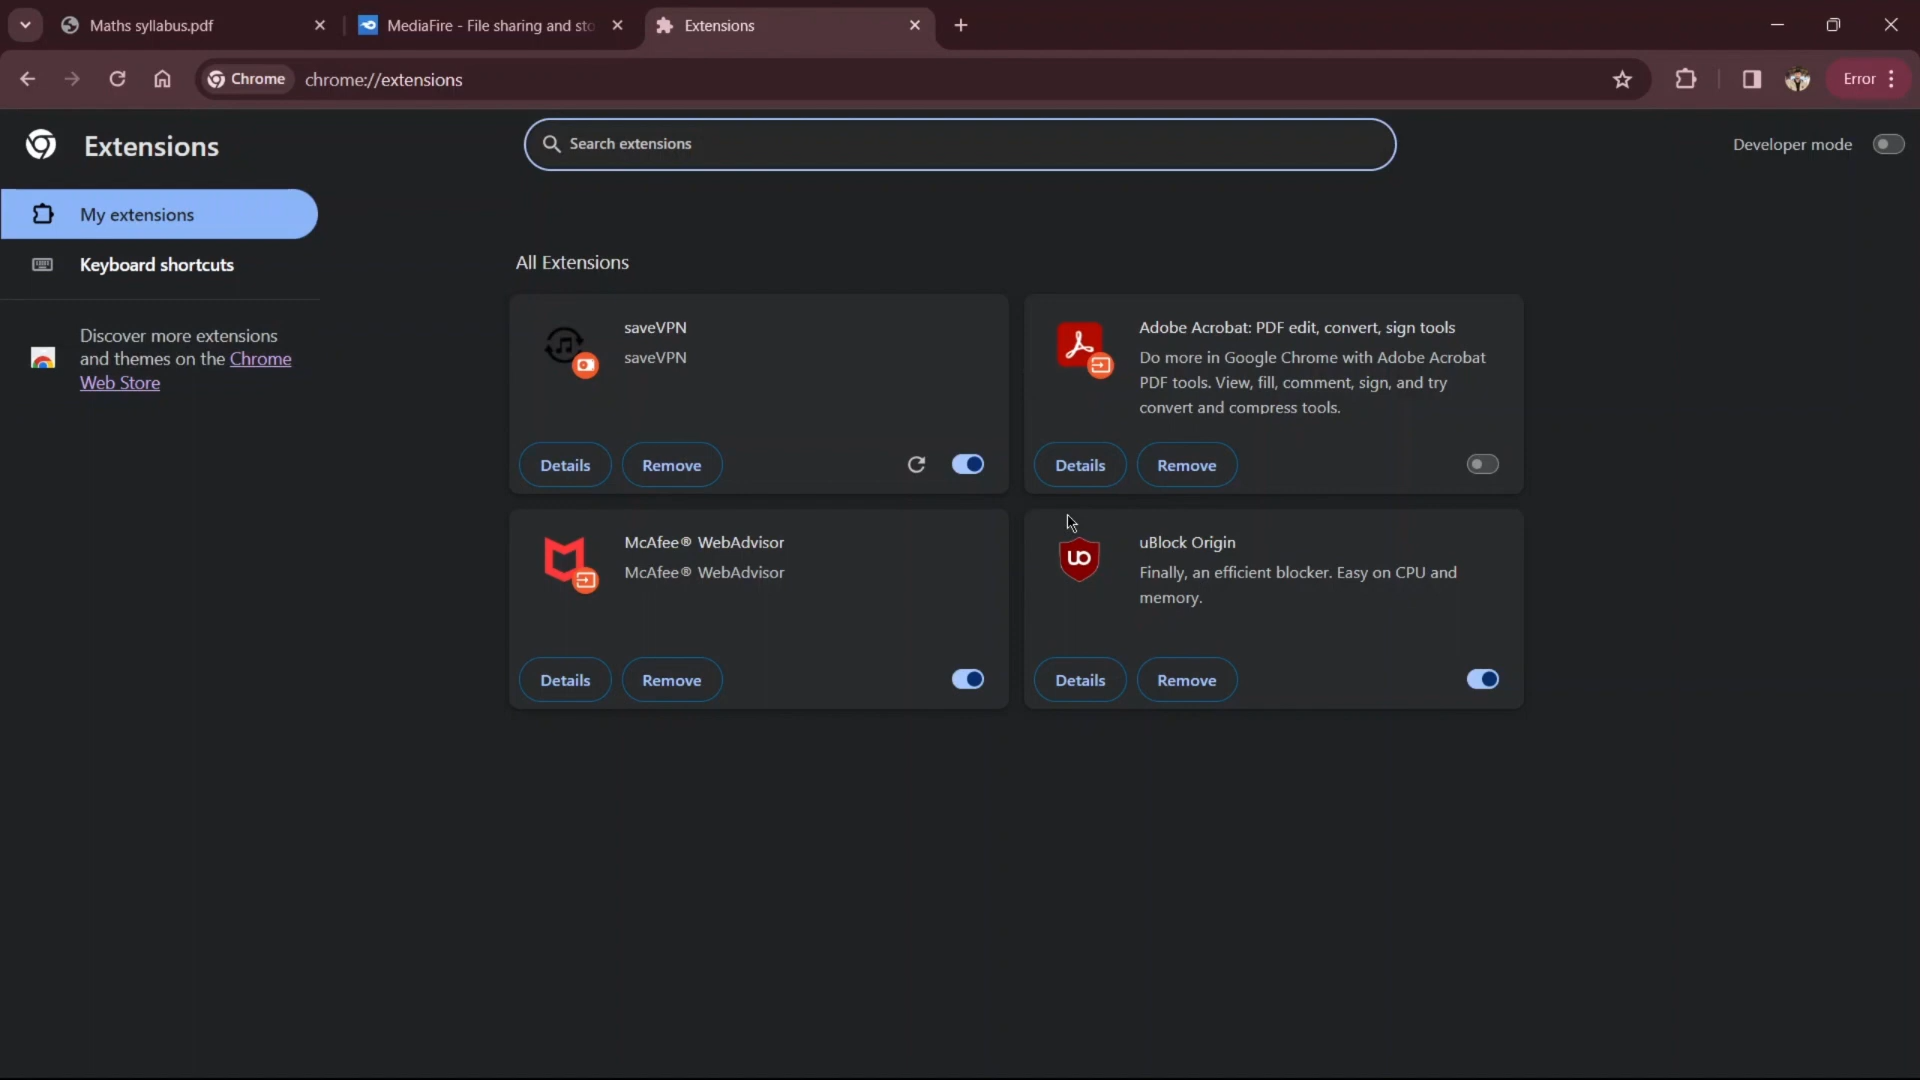 Maths syllabus.pdf
MediaFire - File sharing and sto
Extensions
Chrome
chrome://extensions
Error
Extensions
Search extensions
Developer mode
My extensions
Keyboard shortcuts
Discover more extensions
and themes on the Chrome
Web Store
All Extensions
saveVPN
saveVPN
Details
Remove
Adobe Acrobat: PDF edit, convert, sign tools
Do more in Google Chrome with Adobe Acrobat
PDF tools. View, fill, comment, sign, and try
convert and compress tools.
Details
Remove
McAfee® WebAdvisor
McAfee® WebAdvisor
Details
Remove
uBlock Origin
Finally, an efficient blocker. Easy on CPU and
memory.
Details
Remove